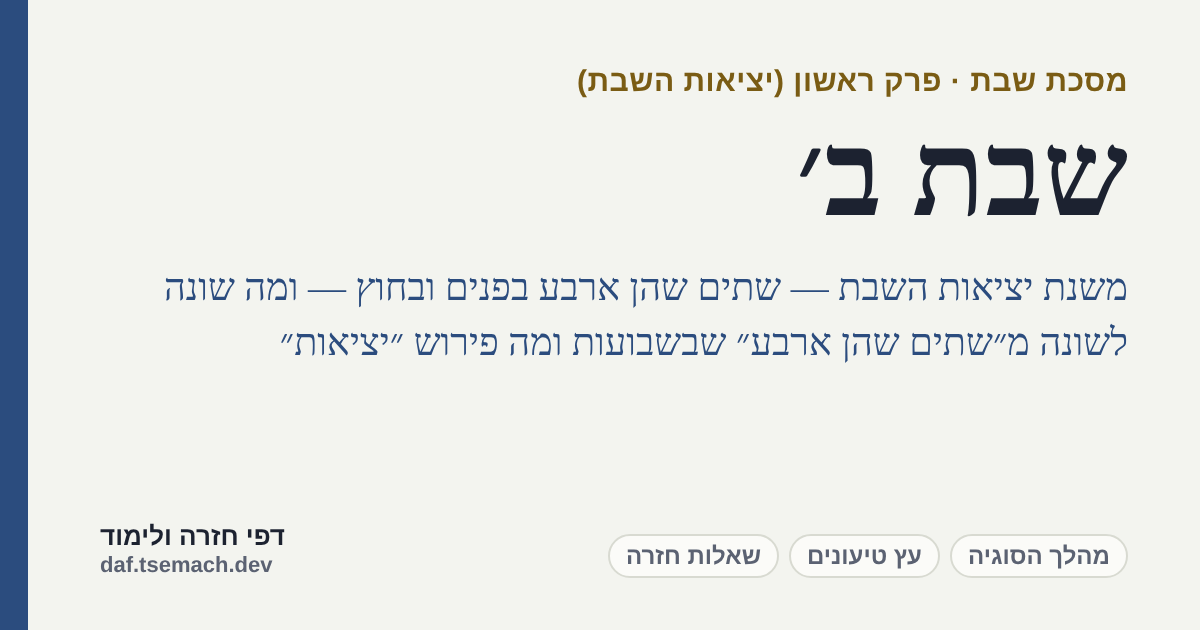 מסכת שבת · פרק ראשון (יציאות השבת)
שבת ב׳
משנת יציאות השבת — שתים שהן ארבע בפנים ובחוץ — ומה שונה
לשונה מ״שתים שהן ארבע״ שבשבועות ומה פירוש ״יציאות״
מהלך הסוגיה
עץ טיעונים
שאלות חזרה
דפי חזרה ולימוד
daf.tsemach.dev